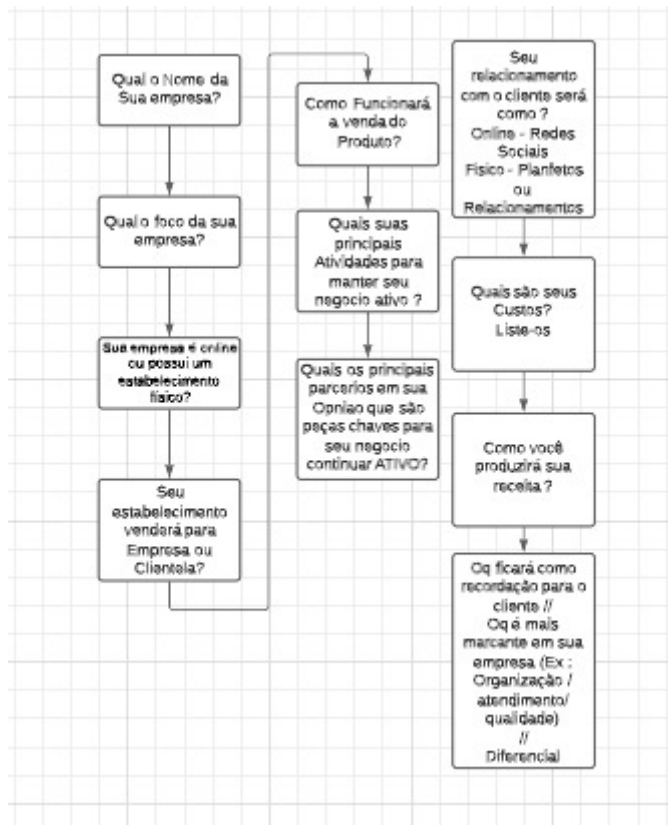 Qual o Nome da
Sua empresa?
Qual o foco da sua
empresa?
Sua empresa é online
ou possui um
estabelecimento
físico?
Seu
estabelecimento
venderá para
Empresa ou
Clientela?
Como Funcionará
a venda do
Produto?
Quais suas
principais
Atividades para
manter seu
negocio ativo ?
Quais os principais
parcerios em sua
Opniao que são
peças chaves para
seu negocio
continuar ATIVO?
Seu
relacionamento
com o cliente será
como ?
Online - Redes
Sociais
Fisico - Planfetos
ou
Relacionamentos
Quais são seus
Custos?
Liste-os
Como você
produzirá sua
receita ?
Oq ficará como
recordação para o
cliente //
Oq é mais
marcante em sua
empresa (Ex :
Organização /
atendimento/
qualidade)
//
Diferencial